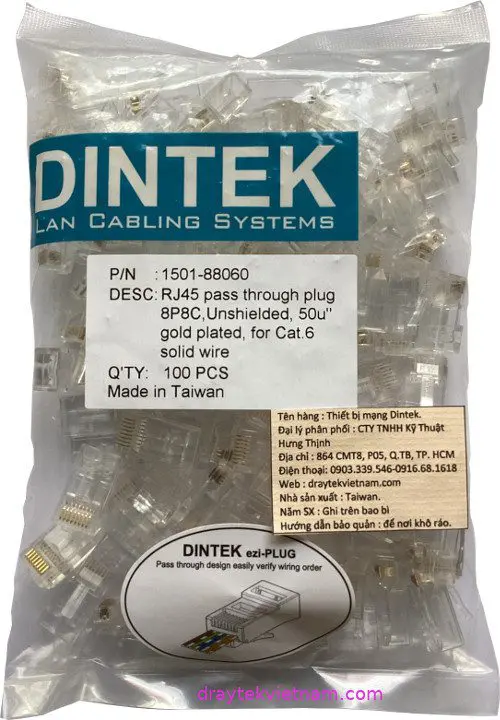 DINTEK
LAN CABLING SYSTEMS
P/N : 1501-88060
DESC: RJ45 pass through plug
8P8C,Unshielded, 50u"
gold plated, for Cat.6
solid wire
Q'TY: 100 PCS
Made in Taiwan
Tên hàng : Thiết bị mạng Dintek.
Đại lý phân phối : CTY TNHH Kỹ Thuật
Hưng Thịnh
Địa chỉ : 864 CMT8, P05, Q.TB, TP. HCM
Điện thoại: 0903.339.546-0916.68.1618
Web : draytekvietnam.com
Nhà sản xuất : Taiwan.
Năm SX : Ghi trên bao bì
Hướng dẫn bảo quản : để nơi khô ráo.
DINTEK ezi-PLUG
Pass through design easily verify wiring order
draytekvietnam.com